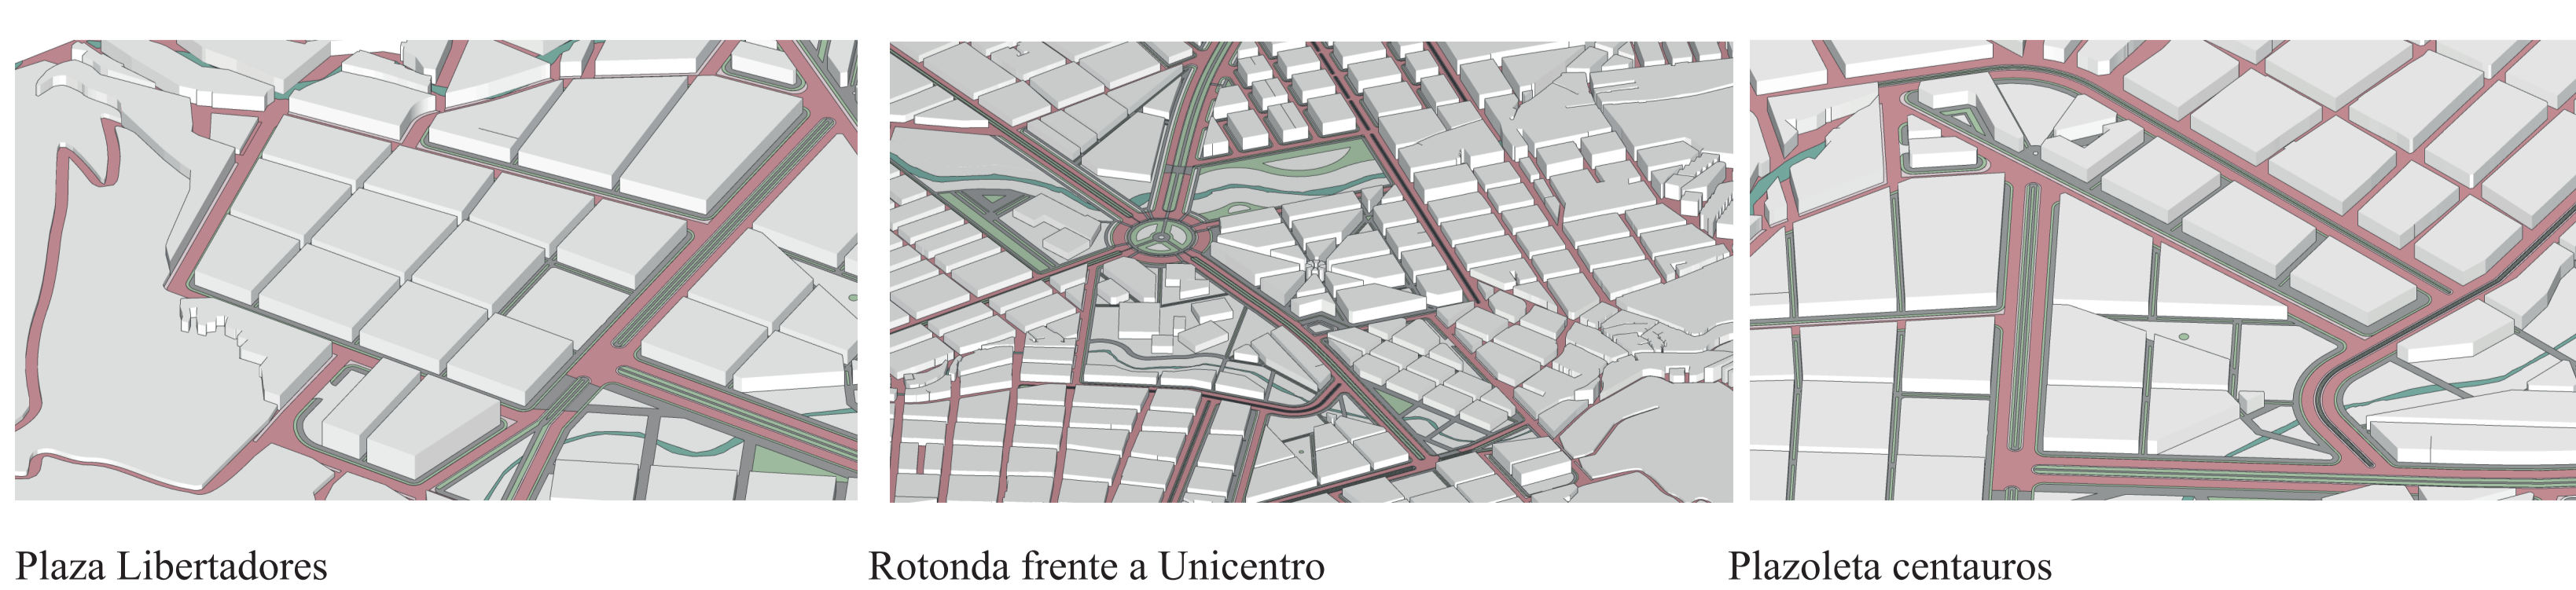 Plaza Libertadores
Rotonda frente a Unicentro
Plazoleta centauros